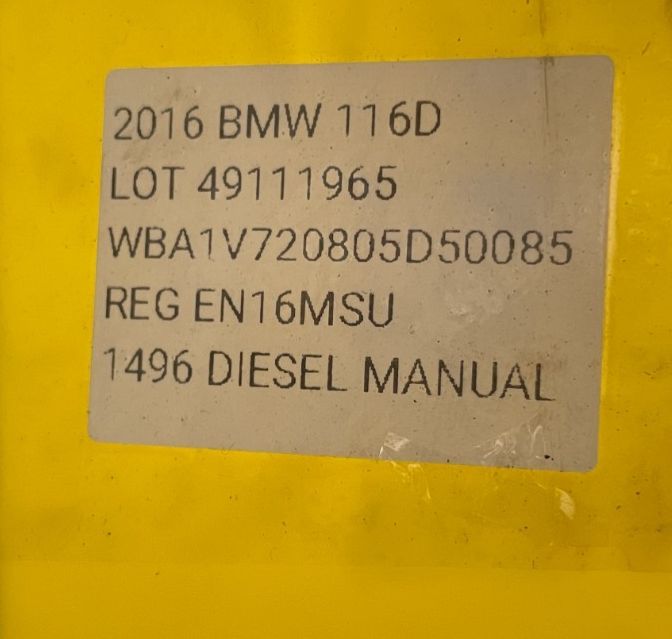 2016 BMW 116D
LOT 49111965
WBA1V720805D50085
REG EN16MSU
1496 DIESEL MANUAL